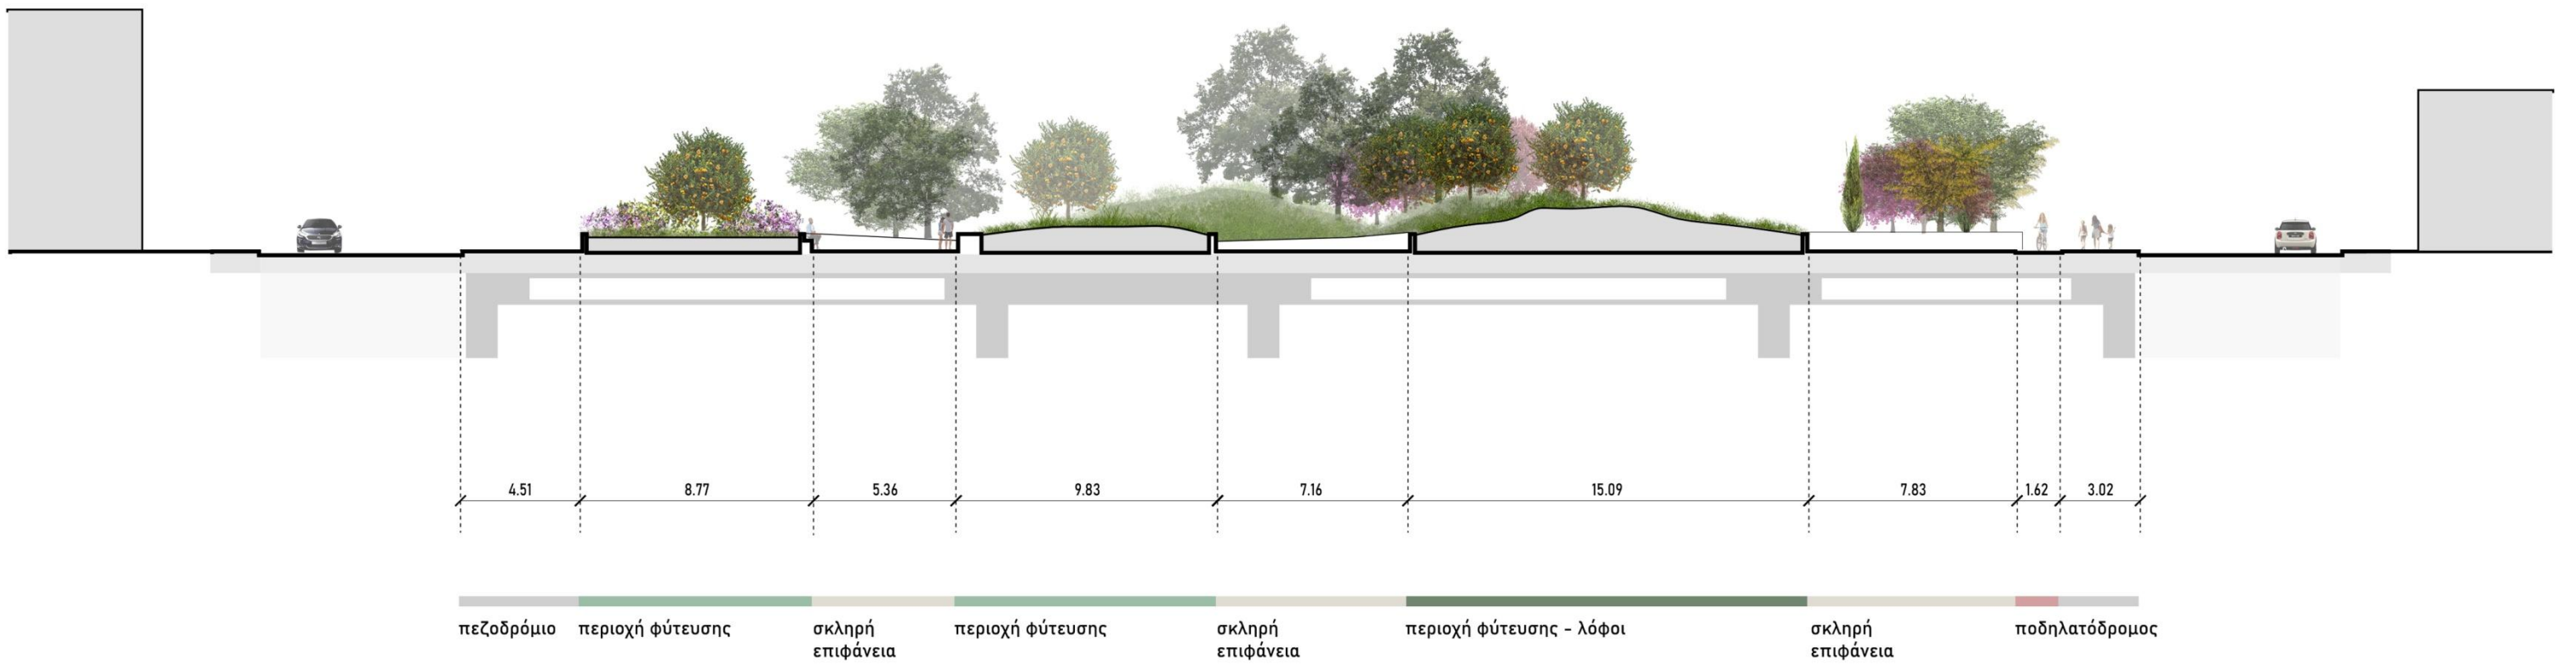 4.51 8.77 5.36 9.83 7.16 15.09 7.83 1.62 3.02
πεζοδρόμιο περιοχή φύτευσης σκληρή περιοχή φύτευσης σκληρή περιοχή φύτευσης - λόφοι σκληρή ποδηλατόδρομος
επιφάνεια επιφάνεια επιφάνεια